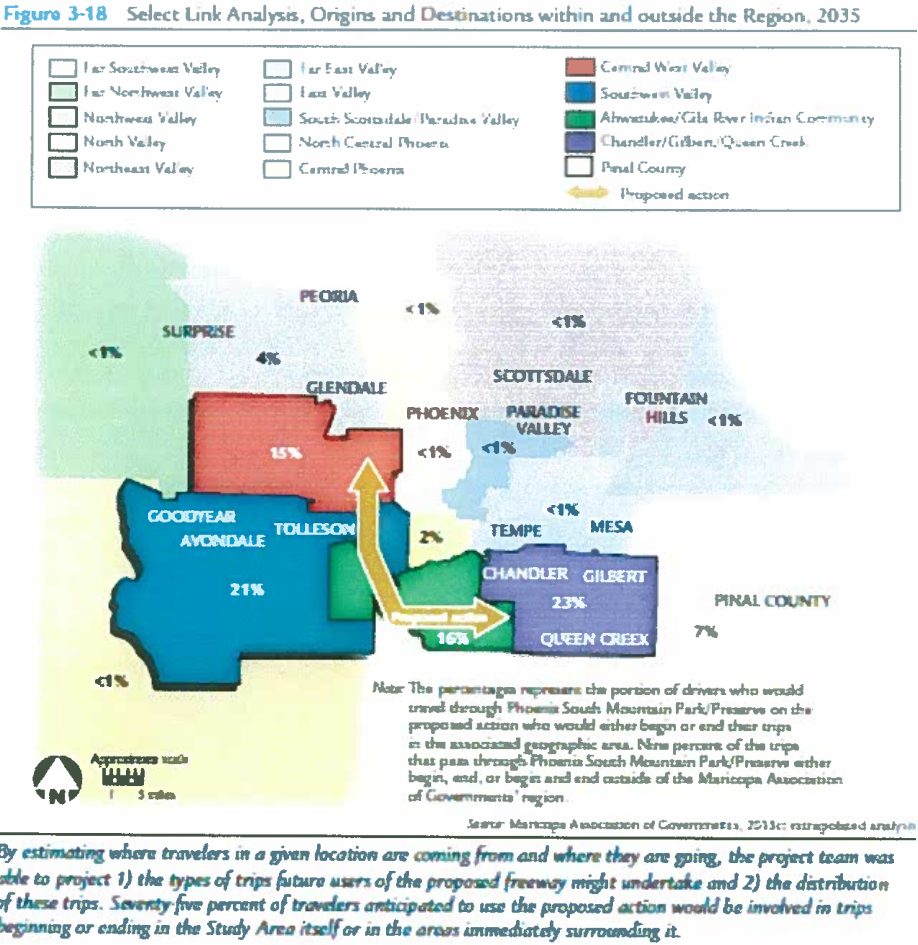 Figure 3-18 Select Link Analysis, Origins and Destinations within and outside the Region, 2035
Far Southwest Valley
Far Northwest Valley
Northwest Valley
North Valley
Northeast Valley
Far East Valley
East Valley
South Scottsdale/Paradise Valley
North Central Phoenix
Central Phoenix
Central West Valley
Southwest Valley
Ahwatukee/Gila River Indian Community
Chandler/Gilbert/Queen Creek
Pinal County
Proposed action
PEORIA
<1%
<1%
SURPRISE
<1%
4%
SCOTTSDALE
GLENDALE
FOUNTAIN
HILLS <1%
PHOENIX
PARADISE
VALLEY
15%
<1%
<1%
<1%
GOODYEAR
TOLLESON
TEMPE
MESA
AVONDALE
2%
CHANDLER GILBERT
21%
23%
PINAL COUNTY
Proposed action
7%
16%
QUEEN CREEK
<1%
Note: The percentages represent the portion of drivers who would
travel through Phoenix South Mountain Park/Preserve on the
proposed action who would either begin or end their trips
in the associated geographic area. Nine percent of the trips
that pass through Phoenix South Mountain Park/Preserve either
begin, end, or begin and end outside of the Maricopa Association
of Governments' region.
Approximate scale
1 5 miles
N
Source: Maricopa Association of Governments, 2013c; extrapolated analysis
By estimating where travelers in a given location are coming from and where they are going, the project team was
able to project 1) the types of trips future users of the proposed freeway might undertake and 2) the distribution
of these trips. Seventy-five percent of travelers anticipated to use the proposed action would be involved in trips
beginning or ending in the Study Area itself or in the areas immediately surrounding it.